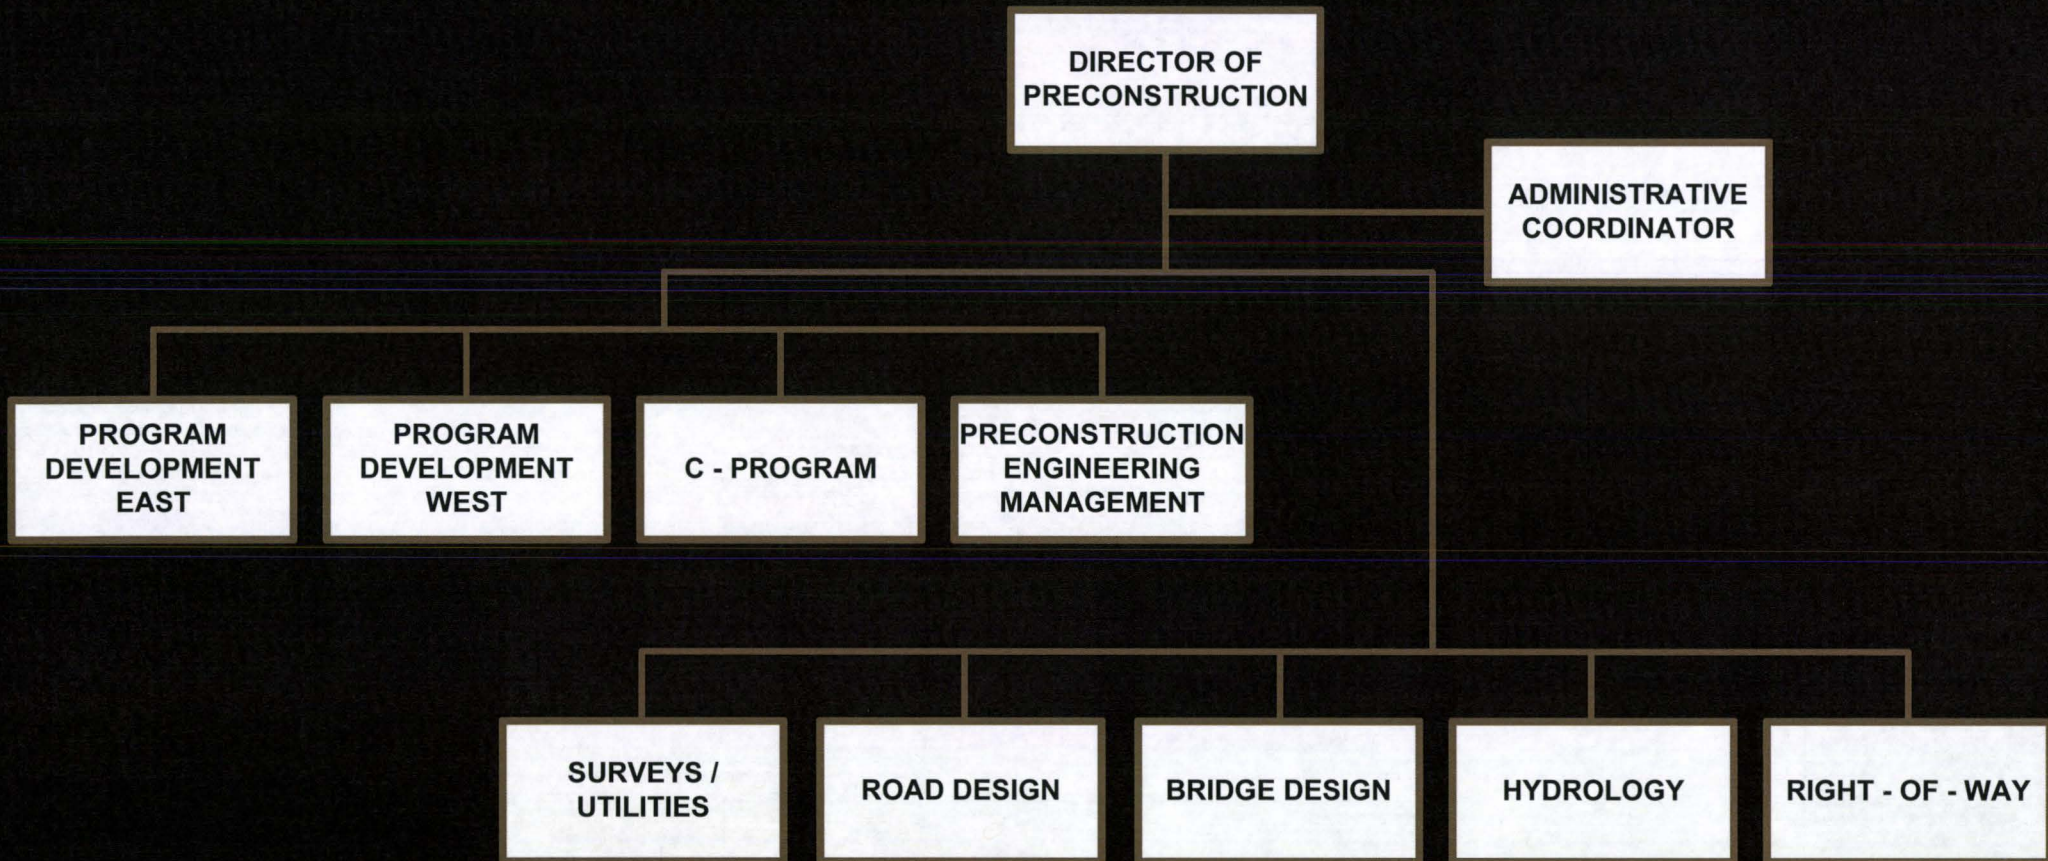 DIRECTOR OF
PRECONSTRUCTION
ADMINISTRATIVE
COORDINATOR
PROGRAM
DEVELOPMENT
EAST
PROGRAM
DEVELOPMENT
WEST
C - PROGRAM
PRECONSTRUCTION
ENGINEERING
MANAGEMENT
SURVEYS /
UTILITIES
ROAD DESIGN
BRIDGE DESIGN
HYDROLOGY
RIGHT - OF - WAY